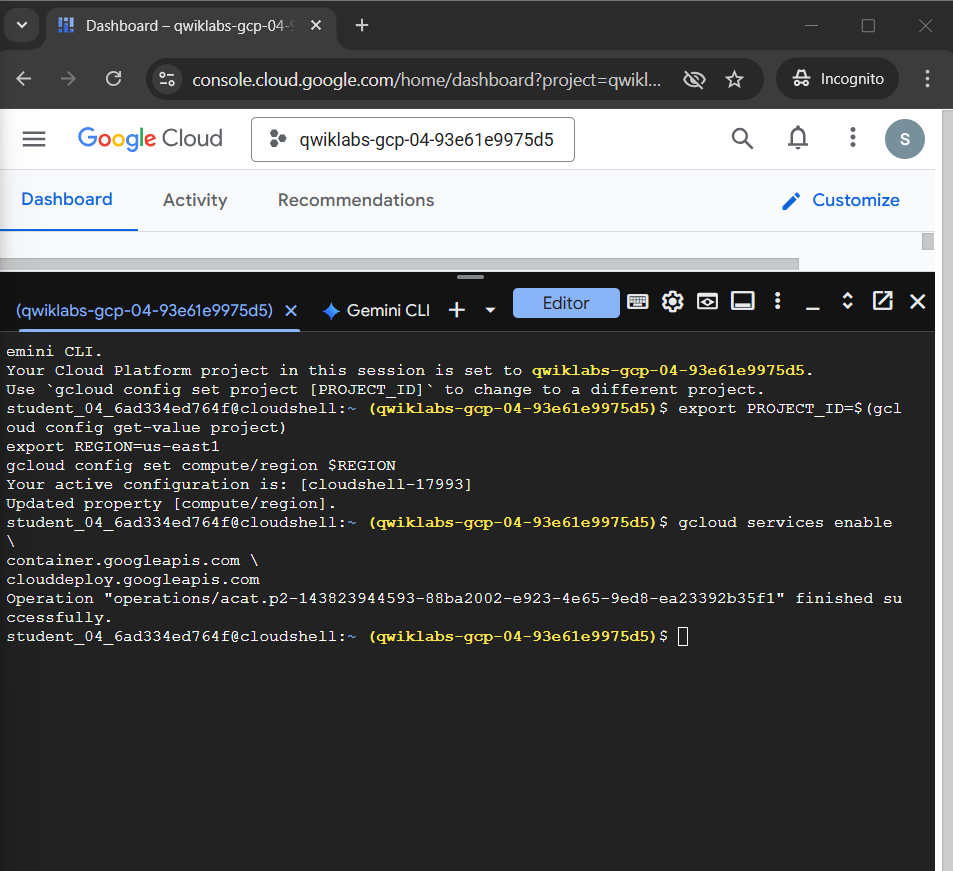 Dashboard – qwiklabs-gcp-04-
console.cloud.google.com/home/dashboard?project=qwikl...
Incognito
Google Cloud
qwiklabs-gcp-04-93e61e9975d5
S
Dashboard
Activity
Recommendations
Customize
(qwiklabs-gcp-04-93e61e9975d5)
Gemini CLI
Editor
emini CLI.
Your Cloud Platform project in this session is set to qwiklabs-gcp-04-93e61e9975d5.
Use `gcloud config set project [PROJECT_ID]` to change to a different project.
student_04_6ad334ed764f@cloudshell:~ (qwiklabs-gcp-04-93e61e9975d5)$ export PROJECT_ID=$(gcl
oud config get-value project)
export REGION=us-east1
gcloud config set compute/region $REGION
Your active configuration is: [cloudshell-17993]
Updated property [compute/region].
student_04_6ad334ed764f@cloudshell:~ (qwiklabs-gcp-04-93e61e9975d5)$ gcloud services enable
\
container.googleapis.com \
clouddeploy.googleapis.com
Operation "operations/acat.p2-143823944593-88ba2002-e923-4e65-9ed8-ea23392b35f1" finished su
ccessfully.
student_04_6ad334ed764f@cloudshell:~ (qwiklabs-gcp-04-93e61e9975d5)$